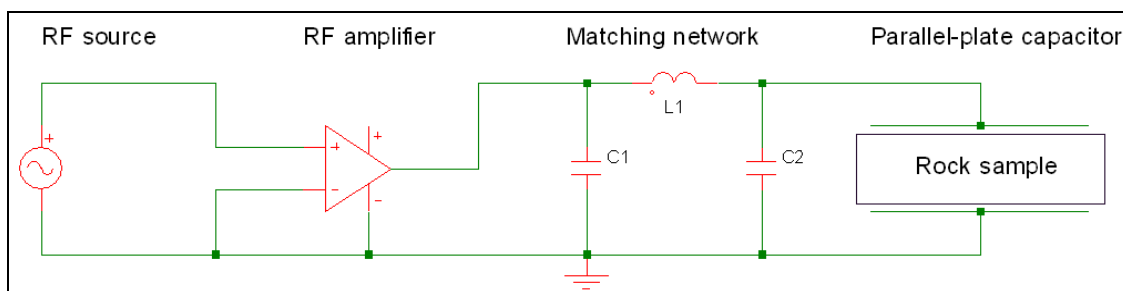 RF source RF amplifier Matching network Parallel-plate capacitor
+
+
+
-
-
L1
C1
C2
Rock sample